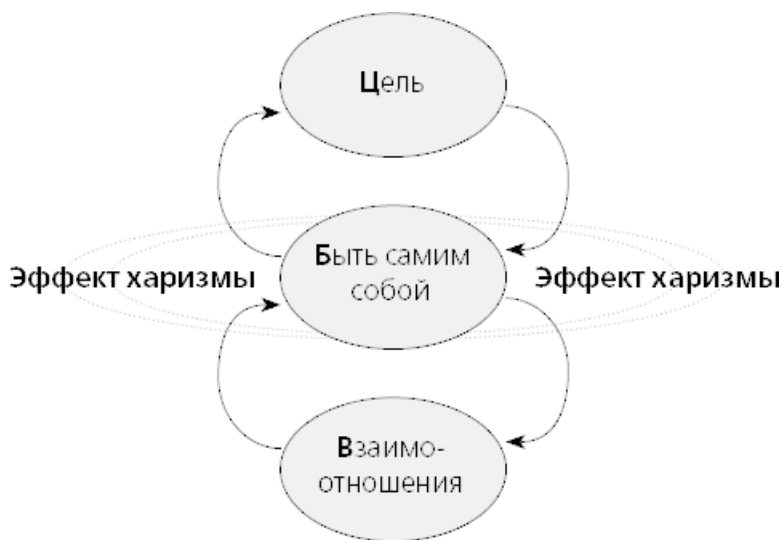 Цель
Эффект харизмы
Быть самим
собой
Эффект харизмы
Взаимо-
отношения